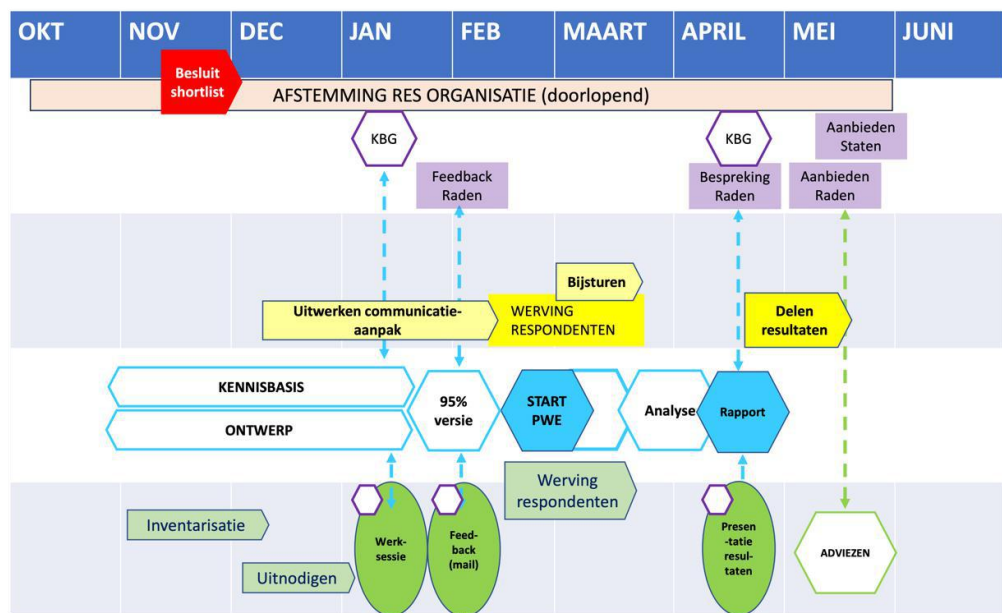 OKT NOV DEC JAN FEB MAART APRIL MEI JUNI
Besluit
shortlist
AFSTEMMING RES ORGANISATIE (doorlopend)
KBG
KBG
Aanbieden
Staten
Feedback
Raden
Bespreking
Raden
Aanbieden
Raden
Bijsturen
Uitwerken communicatie-
aanpak
WERVING
RESPONDENTEN
Delen
resultaten
KENNISBASIS
ONTWERP
95%
versie
START
PWE
Analyse
Rapport
Werving
respondenten
Inventarisatie
Uitnodigen
Werk-
sessie
Feed-
back
(mail)
Presen
-tatie
resul-
taten
ADVIEZEN